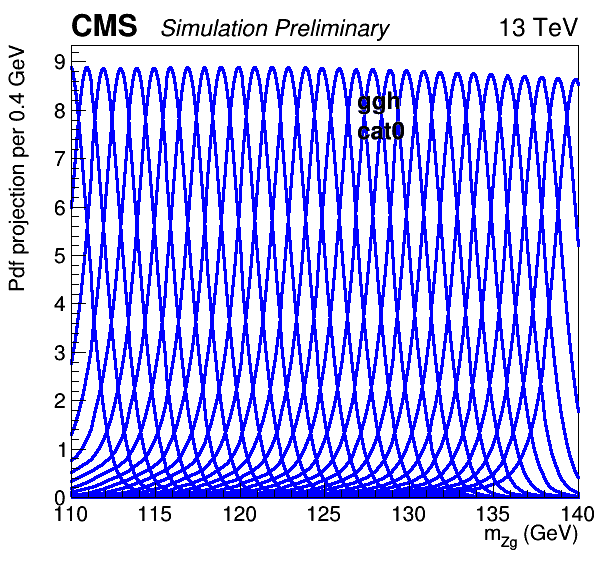 CMS Simulation Preliminary 13 TeV
Pdf projection per 0.4 GeV
9
8
7
6
5
4
3
2
1
0
ggh
cat0
110 115 120 125 130 135 140
m_Zg (GeV)